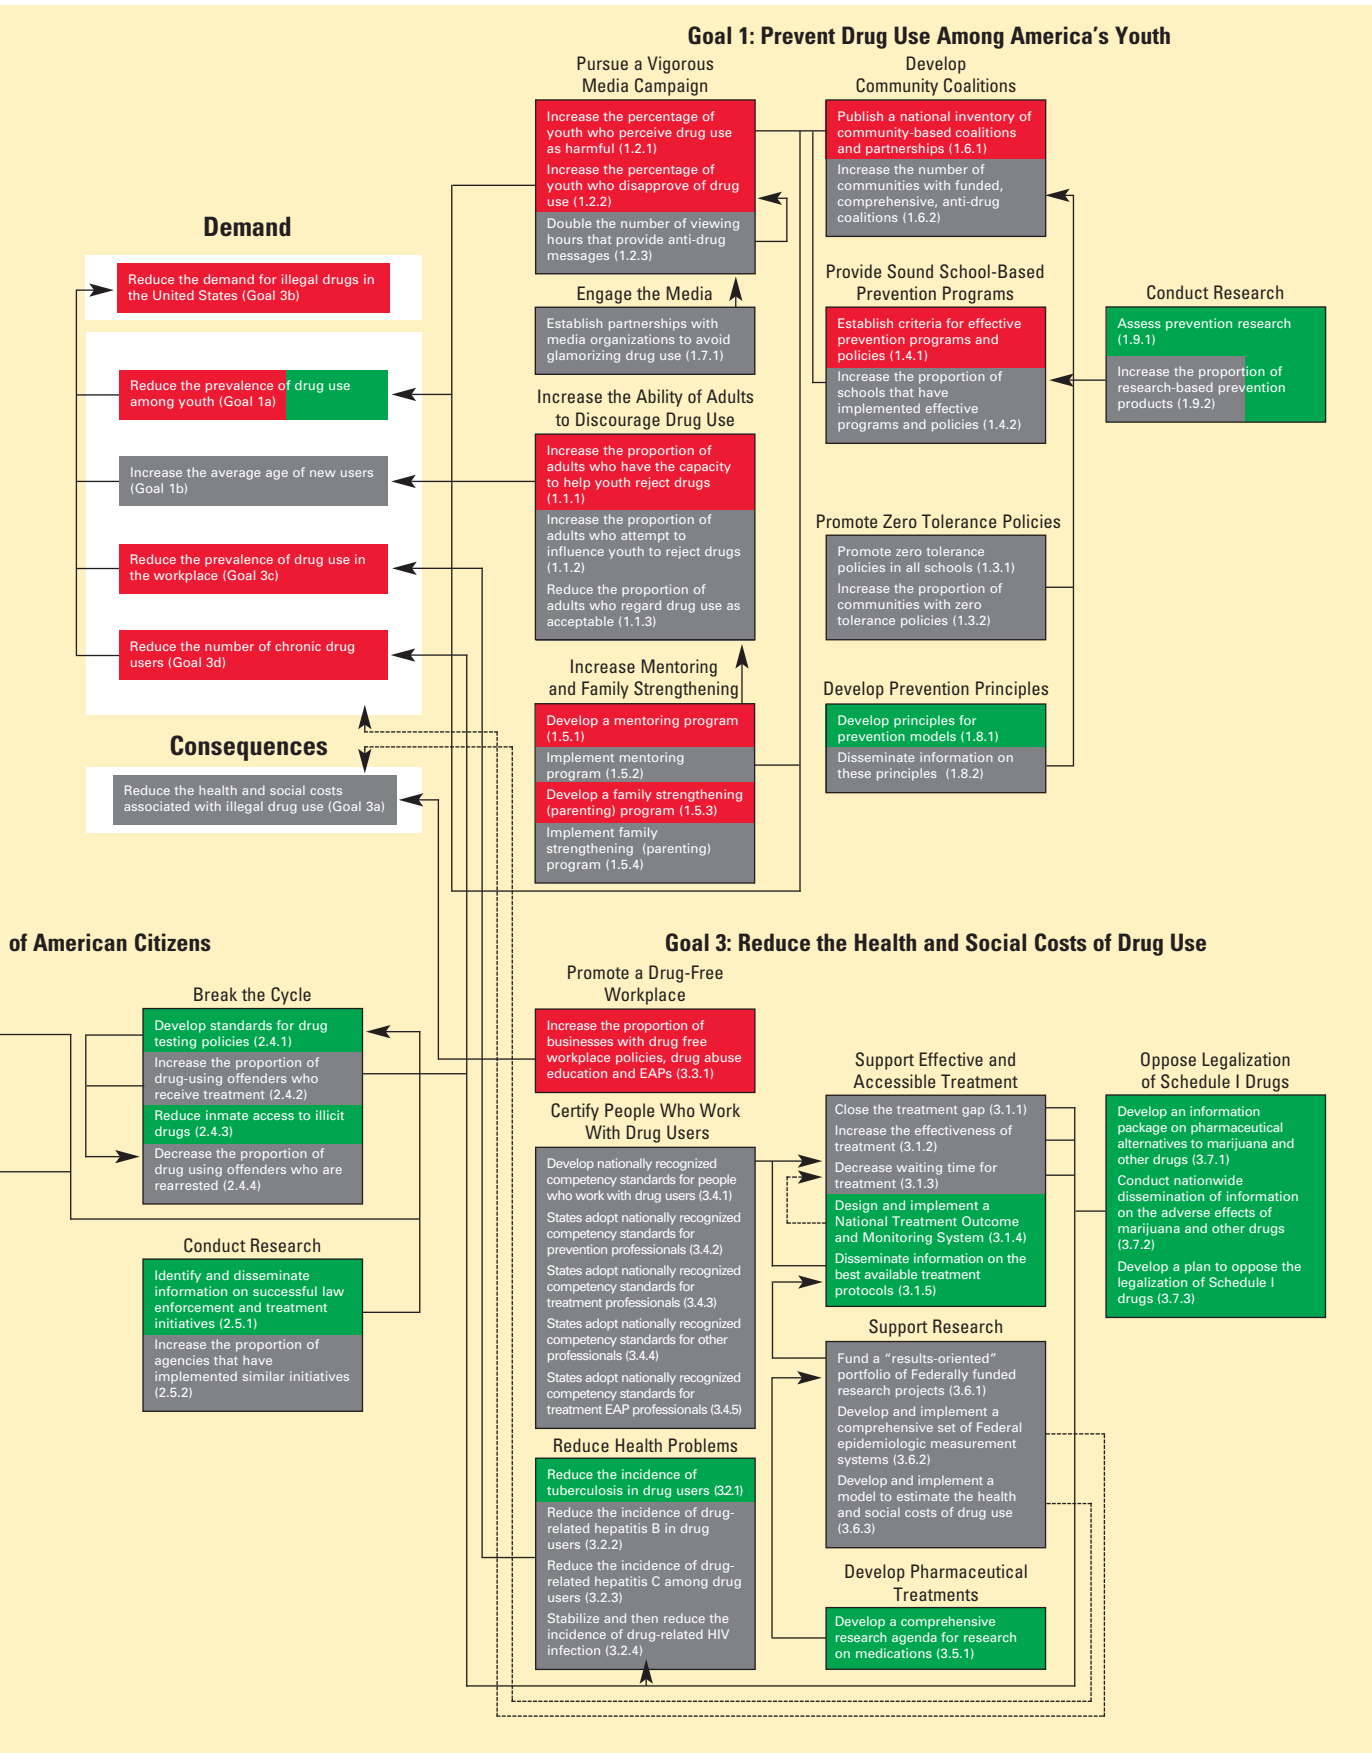 Goal 1: Prevent Drug Use Among America’s Youth
Pursue a Vigorous
Media Campaign
Increase the percentage of
youth who perceive drug use
as harmful (1.2.1)
Increase the percentage of
youth who disapprove of drug
use (1.2.2)
Double the number of viewing
hours that provide anti-drug
messages (1.2.3)
Engage the Media
Establish partnerships with
media organizations to avoid
glamorizing drug use (1.7.1)
Increase the Ability of Adults
to Discourage Drug Use
Increase the proportion of
adults who have the capacity
to help youth reject drugs
(1.1.1)
Increase the proportion of
adults who attempt to
influence youth to reject drugs
(1.1.2)
Reduce the proportion of
adults who regard drug use as
acceptable (1.1.3)
Increase Mentoring
and Family Strengthening
Develop a mentoring program
(1.5.1)
Implement mentoring
program (1.5.2)
Develop a family strengthening
(parenting) program (1.5.3)
Implement family
strengthening (parenting)
program (1.5.4)
Develop
Community Coalitions
Publish a national inventory of
community-based coalitions
and partnerships (1.6.1)
Increase the number of
communities with funded,
comprehensive, anti-drug
coalitions (1.6.2)
Provide Sound School-Based
Prevention Programs
Establish criteria for effective
prevention programs and
policies (1.4.1)
Increase the proportion of
schools that have
implemented effective
programs and policies (1.4.2)
Promote Zero Tolerance Policies
Promote zero tolerance
policies in all schools (1.3.1)
Increase the proportion of
communities with zero
tolerance policies (1.3.2)
Develop Prevention Principles
Develop principles for
prevention models (1.8.1)
Disseminate information on
these principles (1.8.2)
Conduct Research
Assess prevention research
(1.9.1)
Increase the proportion of
research-based prevention
products (1.9.2)
Demand
Reduce the demand for illegal drugs in
the United States (Goal 3b)
Reduce the prevalence of drug use
among youth (Goal 1a)
Increase the average age of new users
(Goal 1b)
Reduce the prevalence of drug use in
the workplace (Goal 3c)
Reduce the number of chronic drug
users (Goal 3d)
Consequences
Reduce the health and social costs
associated with illegal drug use (Goal 3a)
of American Citizens
Break the Cycle
Develop standards for drug
testing policies (2.4.1)
Increase the proportion of
drug-using offenders who
receive treatment (2.4.2)
Reduce inmate access to illicit
drugs (2.4.3)
Decrease the proportion of
drug using offenders who are
rearrested (2.4.4)
Conduct Research
Identify and disseminate
information on successful law
enforcement and treatment
initiatives (2.5.1)
Increase the proportion of
agencies that have
implemented similar initiatives
(2.5.2)
Goal 3: Reduce the Health and Social Costs of Drug Use
Promote a Drug-Free
Workplace
Increase the proportion of
businesses with drug free
workplace policies, drug abuse
education and EAPs (3.3.1)
Certify People Who Work
With Drug Users
Develop nationally recognized
competency standards for people
who work with drug users (3.4.1)
States adopt nationally recognized
competency standards for
prevention professionals (3.4.2)
States adopt nationally recognized
competency standards for
treatment professionals (3.4.3)
States adopt nationally recognized
competency standards for other
professionals (3.4.4)
States adopt nationally recognized
competency standards for
treatment EAP professionals (3.4.5)
Reduce Health Problems
Reduce the incidence of
tuberculosis in drug users (3.2.1)
Reduce the incidence of drug-
related hepatitis B in drug
users (3.2.2)
Reduce the incidence of drug-
related hepatitis C among drug
users (3.2.3)
Stabilize and then reduce the
incidence of drug-related HIV
infection (3.2.4)
Support Effective and
Accessible Treatment
Close the treatment gap (3.1.1)
Increase the effectiveness of
treatment (3.1.2)
Decrease waiting time for
treatment (3.1.3)
Design and implement a
National Treatment Outcome
and Monitoring System (3.1.4)
Disseminate information on the
best available treatment
protocols (3.1.5)
Support Research
Fund a “results-oriented”
portfolio of Federally funded
research projects (3.6.1)
Develop and implement a
comprehensive set of Federal
epidemiologic measurement
systems (3.6.2)
Develop and implement a
model to estimate the health
and social costs of drug use
(3.6.3)
Develop Pharmaceutical
Treatments
Develop a comprehensive
research agenda for research
on medications (3.5.1)
Oppose Legalization
of Schedule I Drugs
Develop an information
package on pharmaceutical
alternatives to marijuana and
other drugs (3.7.1)
Conduct nationwide
dissemination of information
on the adverse effects of
marijuana and other drugs
(3.7.2)
Develop a plan to oppose the
legalization of Schedule I
drugs (3.7.3)